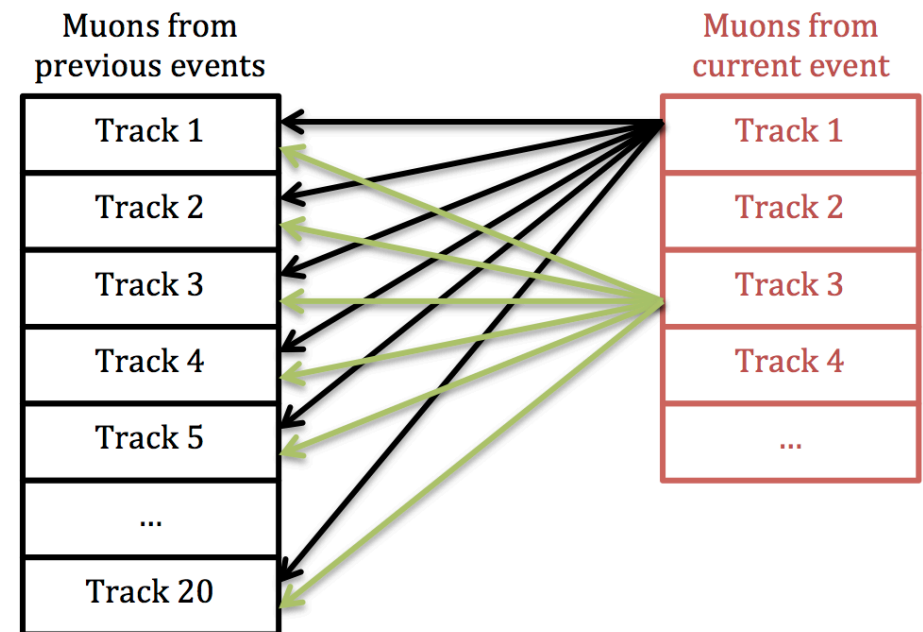 Muons from
previous events
Track 1
Track 2
Track 3
Track 4
Track 5
...
Track 20
Muons from
current event
Track 1
Track 2
Track 3
Track 4
...